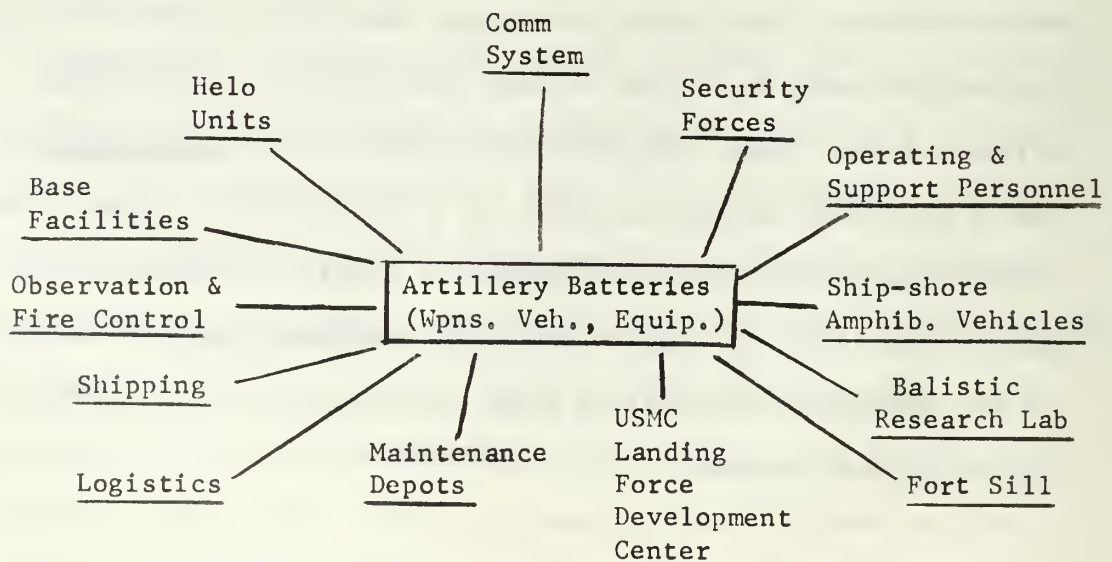 Comm
System
Helo
Units
Security
Forces
Base
Facilities
Operating &
Support Personnel
Observation &
Fire Control
Artillery Batteries
(Wpns. Veh., Equip.)
Ship-shore
Amphib. Vehicles
Shipping
Balistic
Research Lab
Logistics
Maintenance
Depots
USMC
Landing
Force
Development
Center
Fort Sill